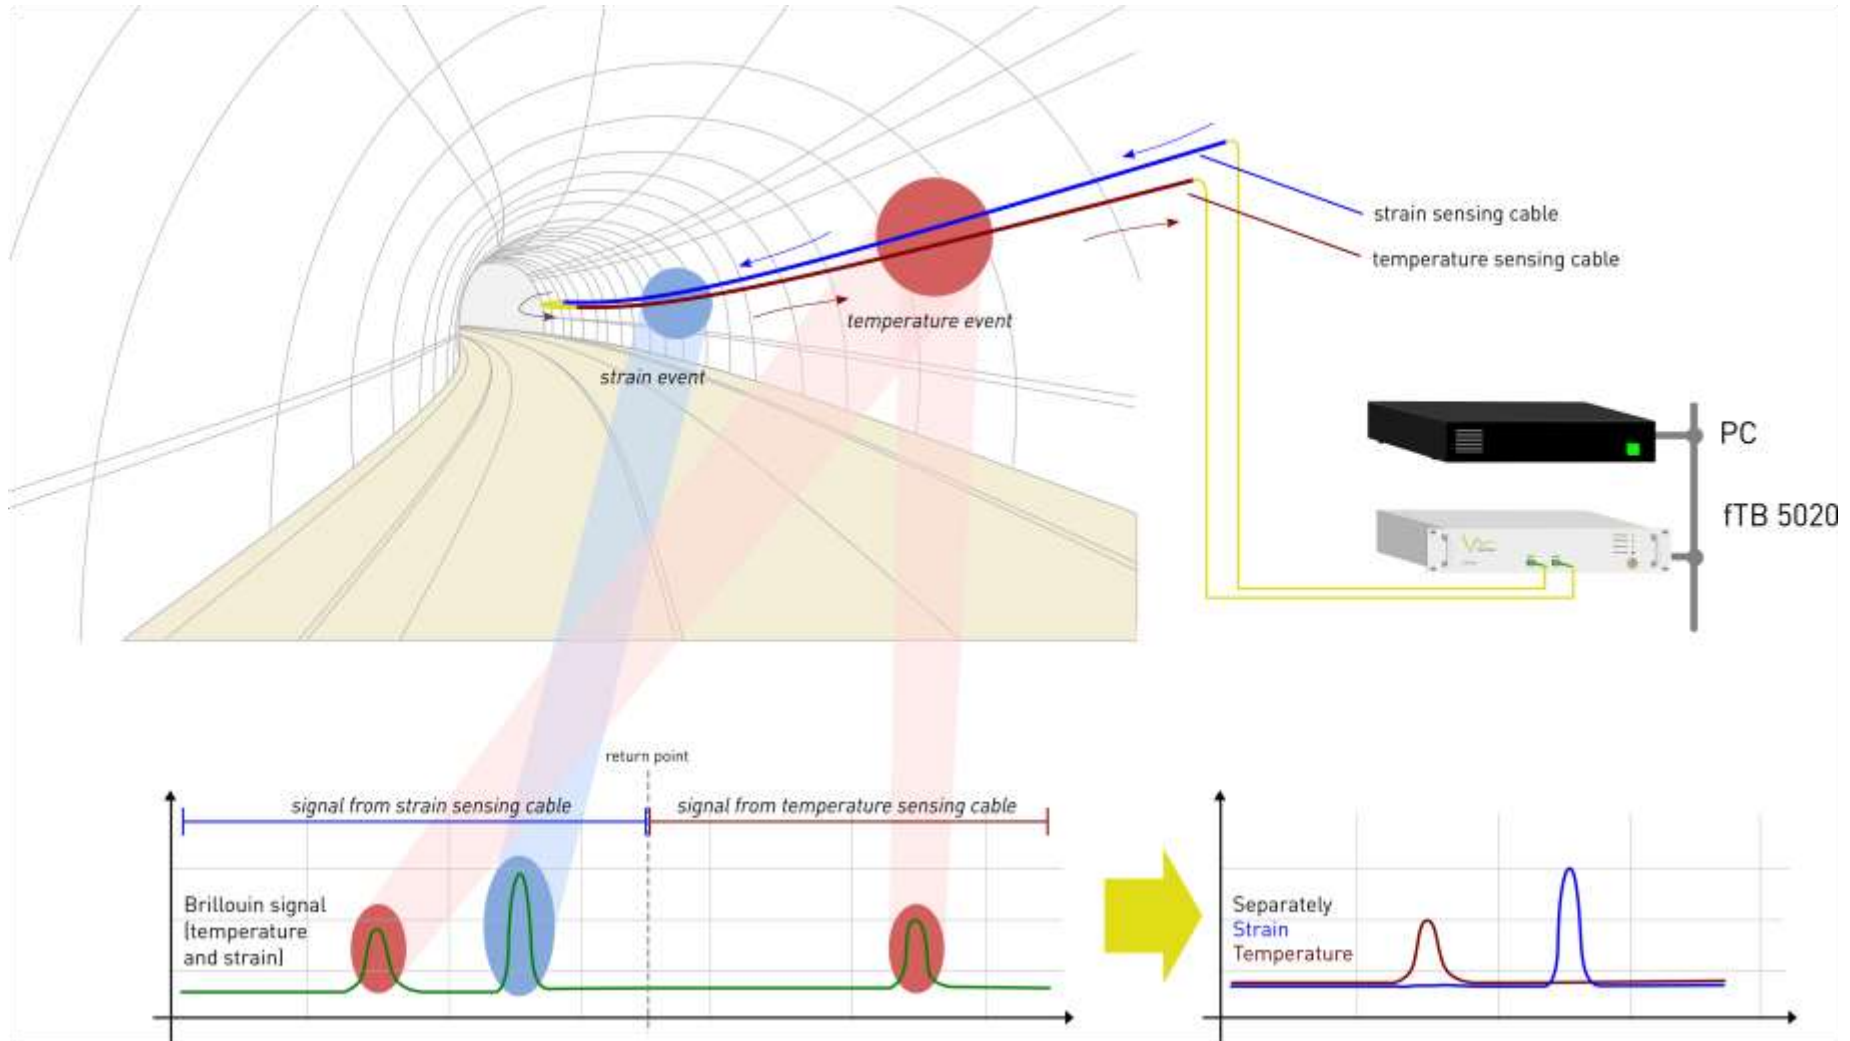 strain sensing cable
temperature sensing cable
temperature event
strain event
PC
fTB 5020
return point
signal from strain sensing cable
signal from temperature sensing cable
Brillouin signal
(temperature
and strain)
Separately
Strain
Temperature